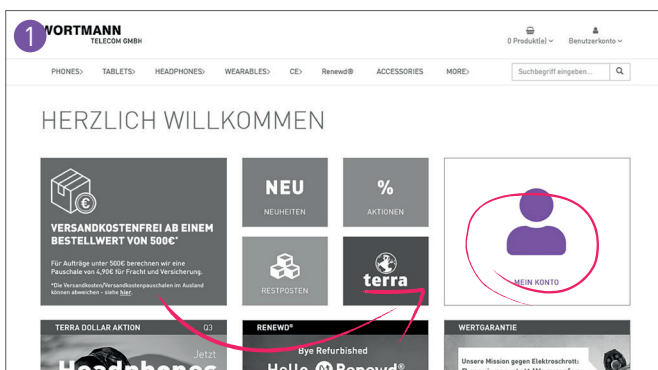 1
WORTMANN
TELECOM GMBH
0 Produkt(e)
Benutzerkonto
PHONES> TABLETS> HEADPHONES> WEARABLES> CE> Renewd® ACCESSORIES MORE>
Suchbegriff eingeben...
HERZLICH WILLKOMMEN
€
VERSANDKOSTENFREI AB EINEM
BESTELLWERT VON 500€*
Für Aufträge unter 500€ berechnen wir eine
Pauschale von 4,90€ für Fracht und Versicherung.
*Die Versandkosten/Versandkostenpauschalen im Ausland
können abweichen - siehe hier.
NEU
NEUHEITEN
%
AKTIONEN
RESTPOSTEN
terra
MEIN KONTO
TERRA DOLLAR AKTION Q3
Jetzt
Headphones
RENEWD®
Bye Refurbished
Hello Renewd®
WERTGARANTIE
Unsere Mission gegen Elektroschrott: